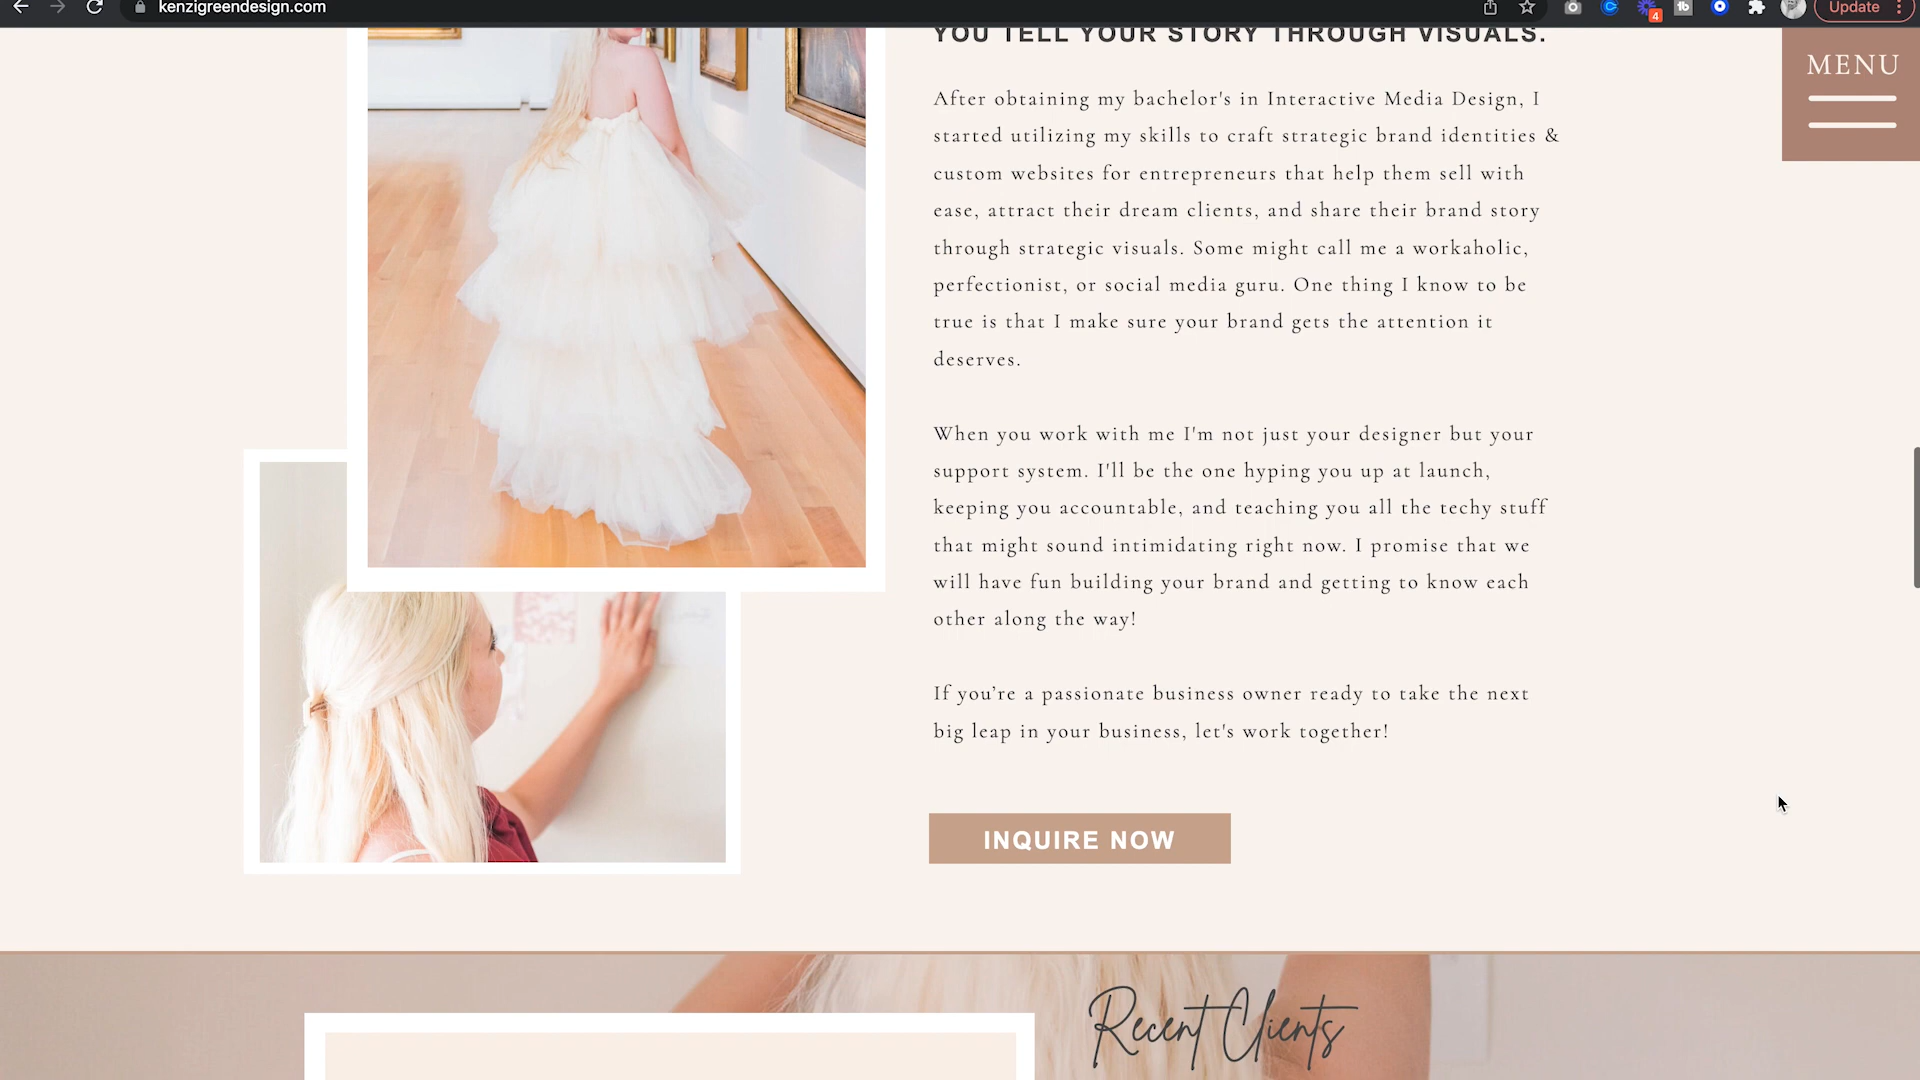 kenzigreendesign.com
4
Update
YOU TELL YOUR STORY THROUGH VISUALS.
MENU
After obtaining my bachelor's in Interactive Media Design, I
started utilizing my skills to craft strategic brand identities &
custom websites for entrepreneurs that help them sell with
ease, attract their dream clients, and share their brand story
through strategic visuals. Some might call me a workaholic,
perfectionist, or social media guru. One thing I know to be
true is that I make sure your brand gets the attention it
deserves.
When you work with me I'm not just your designer but your
support system. I'll be the one hyping you up at launch,
keeping you accountable, and teaching you all the techy stuff
that might sound intimidating right now. I promise that we
will have fun building your brand and getting to know each
other along the way!
If you’re a passionate business owner ready to take the next
big leap in your business, let's work together!
INQUIRE NOW
Recent Clients